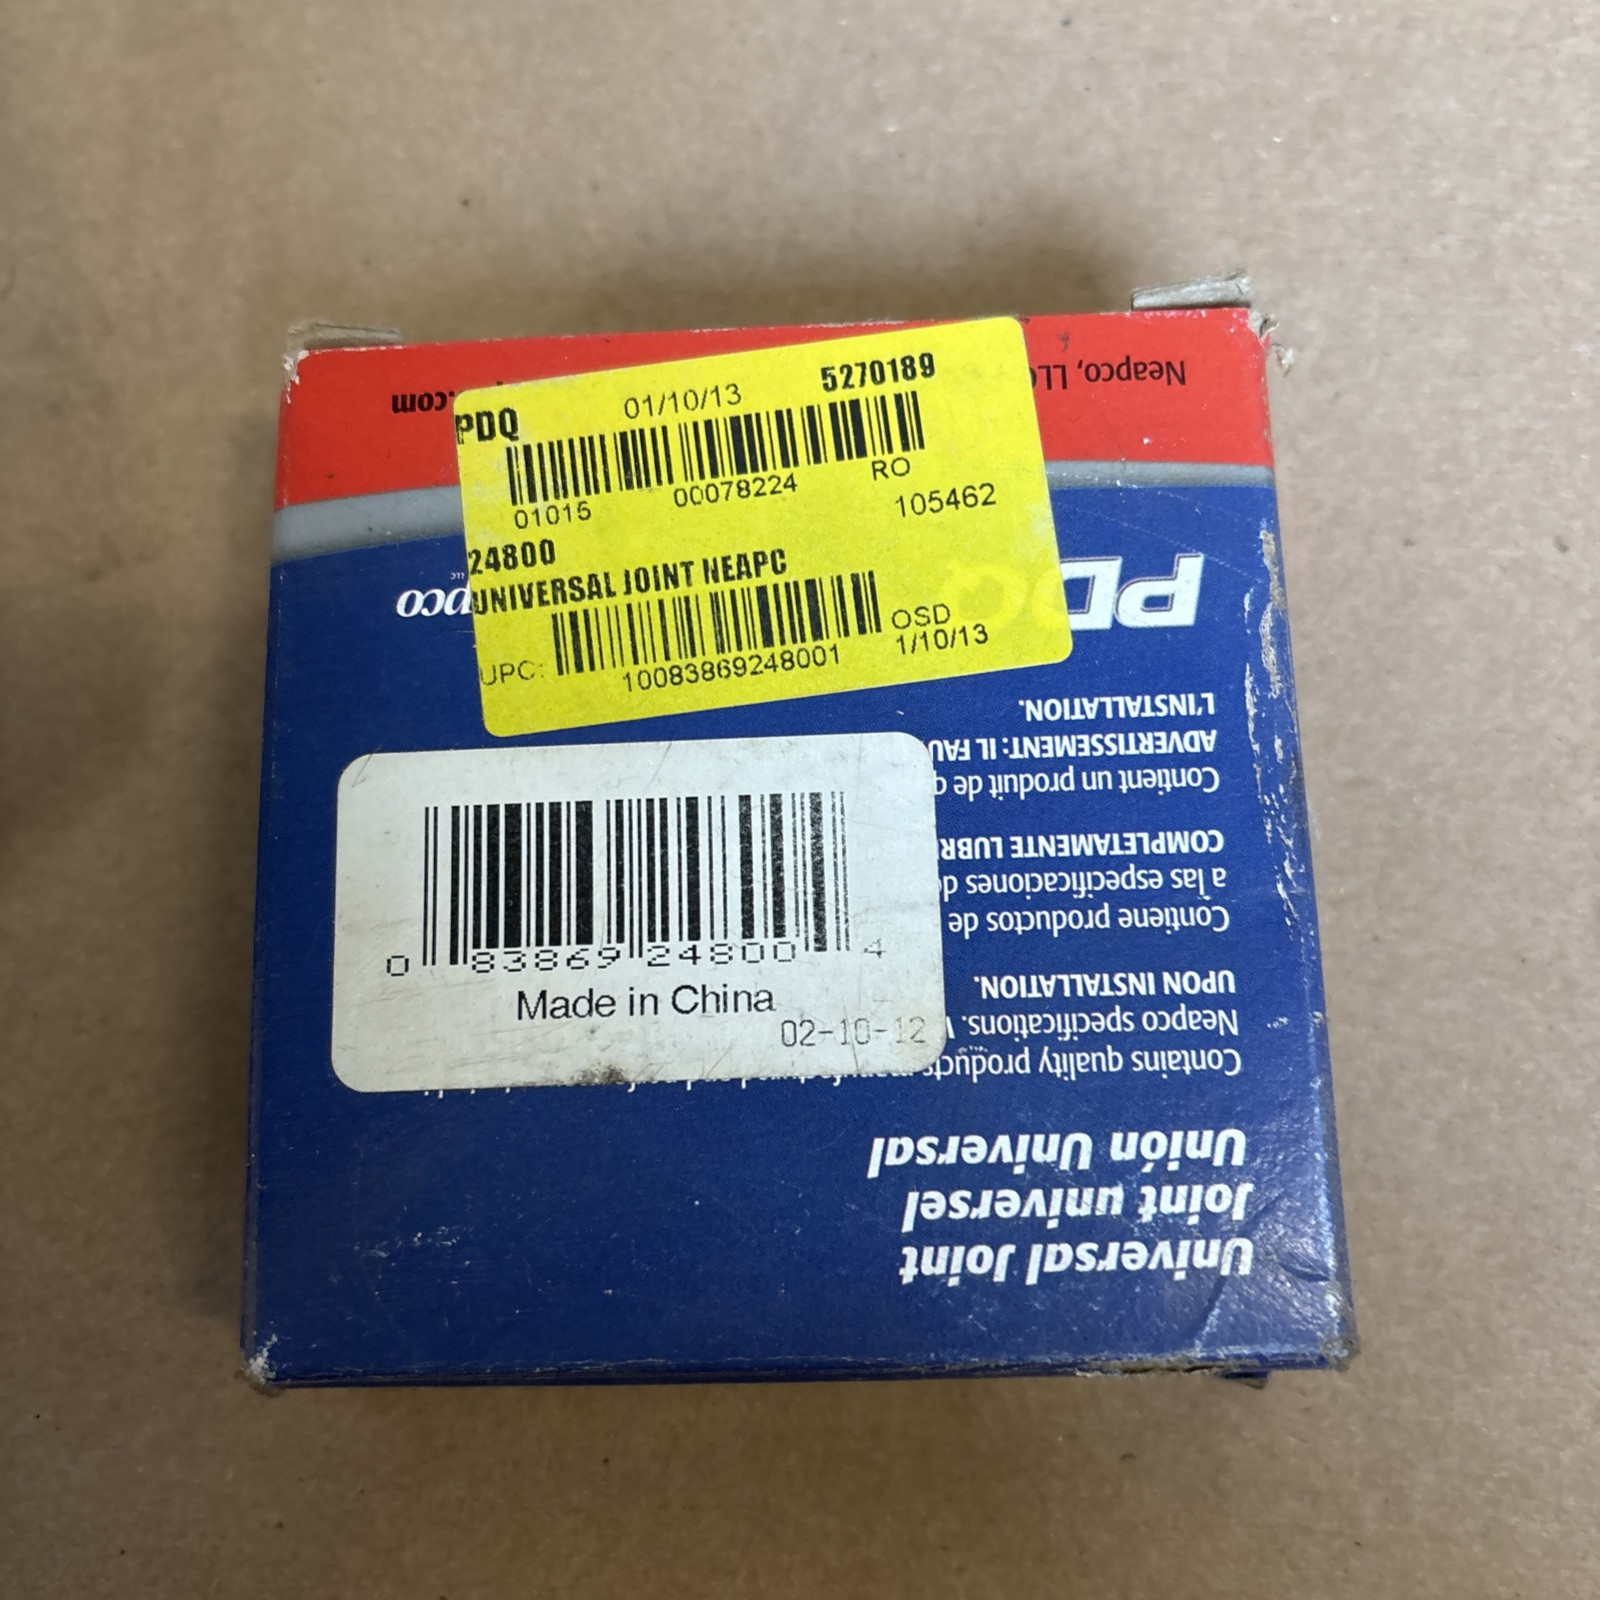 PDQ 01/10/13 5270189
01015 00078224 RO
105462
24800
UNIVERSAL JOINT NEAPC
UPC: 10083869248001 OSD
1/10/13
0 83869 24800 4
Made in China
02-10-12
Universal Joint
Joint universel
Unión Universal
Contains quality products
Neapco specifications.
UPON INSTALLATION.
Contiene productos de
a las especificaciones
COMPLETAMENTE
Contient un produit de
ADVERTISSEMENT: IL
L'INSTALLATION.
PDQ
Neapco, LLC
.com